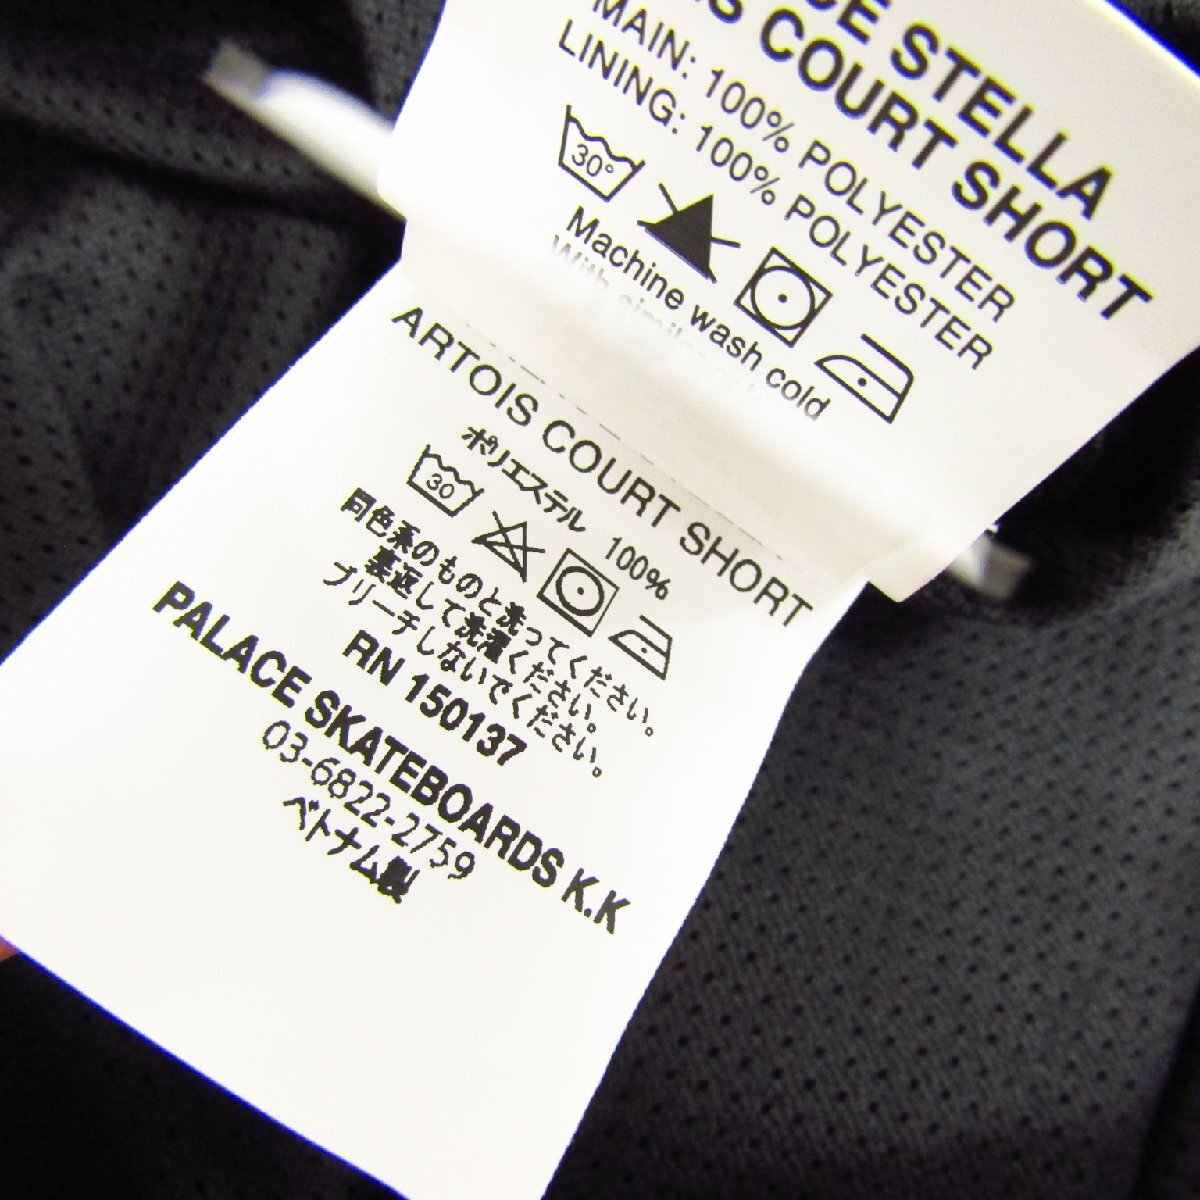 STELLA
COURT SHORT
MAIN: 100% POLYESTER
LINING: 100% POLYESTER
30°
Machine wash cold
With
ARTOIS COURT SHORT
ポリエステル 100%
30
同色系のものと洗ってください。
裏返して洗濯ください。
ブリーチしないでください。
RN 150137
PALACE SKATEBOARDS K.K
03-6822-2759
ベトナム製